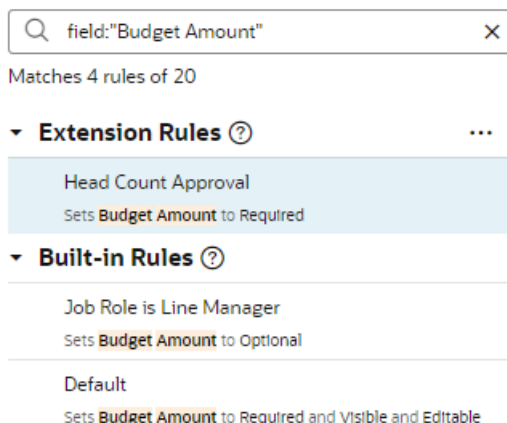 field:"Budget Amount"
Matches 4 rules of 20
Extension Rules
Head Count Approval
Sets Budget Amount to Required
Built-in Rules
Job Role is Line Manager
Sets Budget Amount to Optional
Default
Sets Budget Amount to Required and Visible and Editable